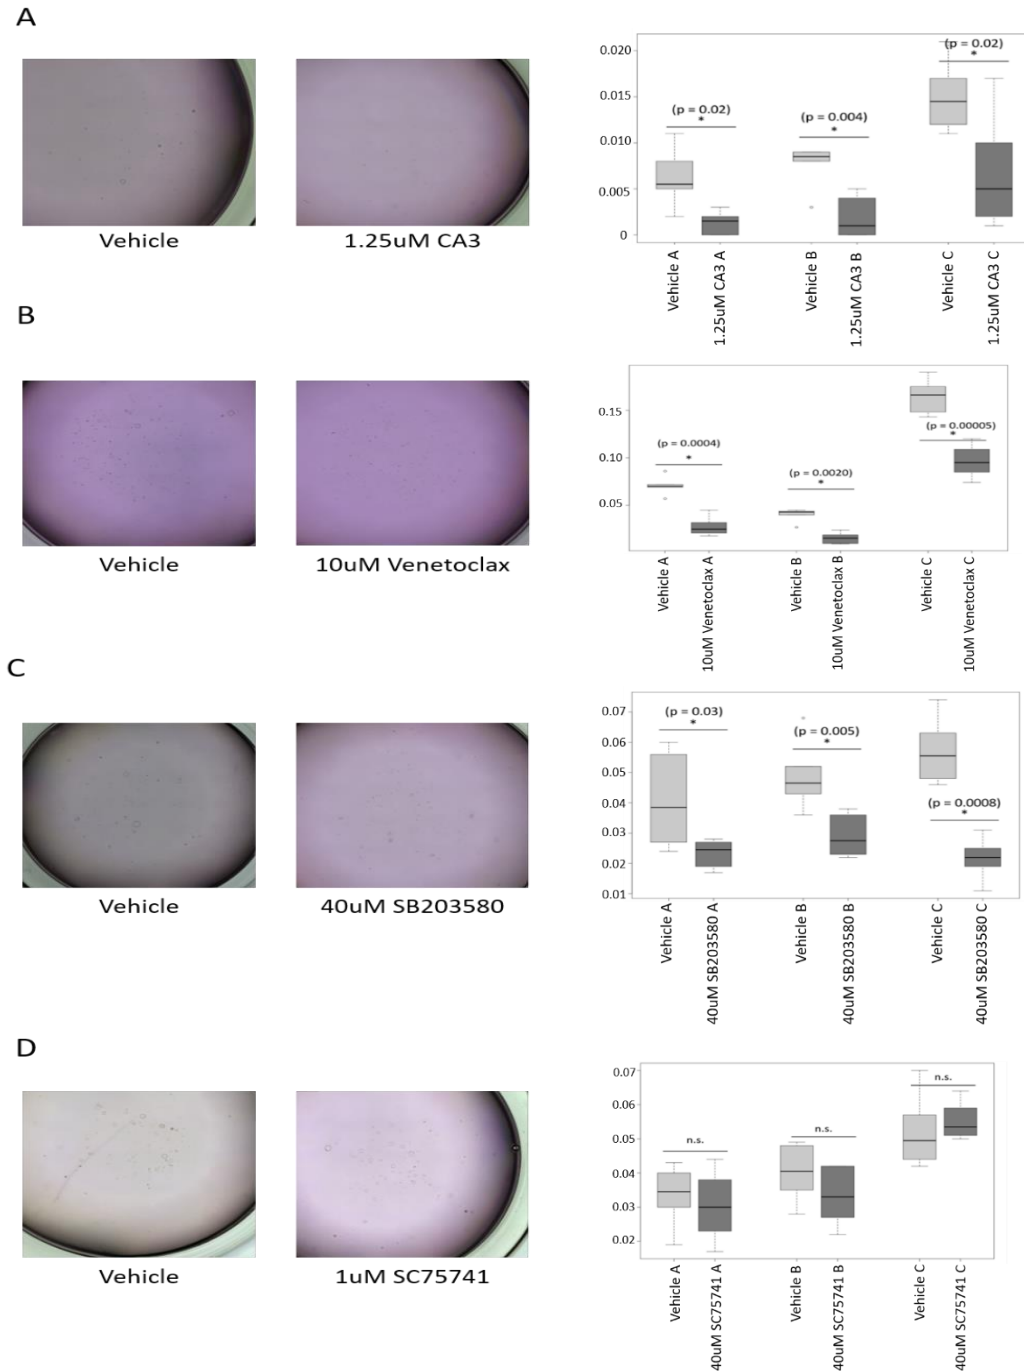 A
Vehicle
1.25uM CA3
0.020
0.015
0.010
0.005
0
(p = 0.02)
*
(p = 0.004)
*
(p = 0.02)
*
Vehicle A
1.25uM CA3 A
Vehicle B
1.25uM CA3 B
Vehicle C
1.25uM CA3 C
B
Vehicle
10uM Venetoclax
0.15
0.10
0.05
(p = 0.0004)
*
(p = 0.0020)
*
(p = 0.00005)
*
Vehicle A
10uM Venetoclax A
Vehicle B
10uM Venetoclax B
Vehicle C
10uM Venetoclax C
C
Vehicle
40uM SB203580
0.07
0.06
0.05
0.04
0.03
0.02
0.01
(p = 0.03)
*
(p = 0.005)
*
(p = 0.0008)
*
Vehicle A
40uM SB203580 A
Vehicle B
40uM SB203580 B
Vehicle C
40uM SB203580 C
D
Vehicle
1uM SC75741
0.07
0.06
0.05
0.04
0.03
0.02
n.s.
n.s.
n.s.
Vehicle A
40uM SC75741 A
Vehicle B
40uM SC75741 B
Vehicle C
40uM SC75741 C